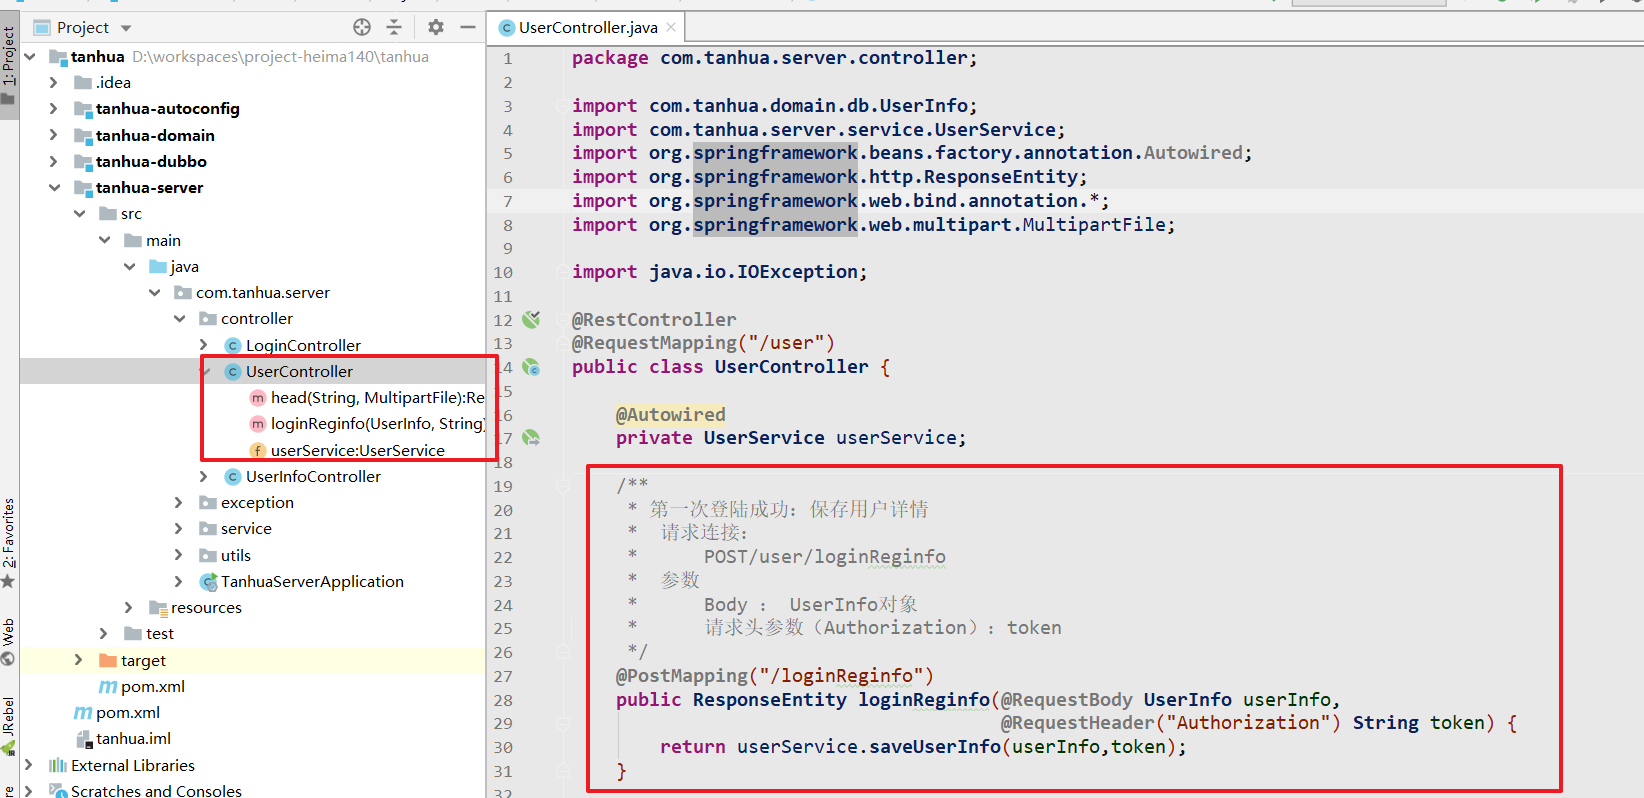 Project
tanhua D:\workspaces\project-heima140\tanhua
.idea
tanhua-autoconfig
tanhua-domain
tanhua-dubbo
tanhua-server
src
main
java
com.tanhua.server
controller
LoginController
UserController
head(String, MultipartFile):Re
loginReginfo(UserInfo, String)
userService:UserService
UserInfoController
exception
service
utils
TanhuaServerApplication
resources
test
target
pom.xml
pom.xml
tanhua.iml
External Libraries
Scratches and Consoles
1: Project
2: Favorites
Web
JRebel
UserController.java
1 package com.tanhua.server.controller;
2
3 import com.tanhua.domain.db.UserInfo;
4 import com.tanhua.server.service.UserService;
5 import org.springframework.beans.factory.annotation.Autowired;
6 import org.springframework.http.ResponseEntity;
7 import org.springframework.web.bind.annotation.*;
8 import org.springframework.web.multipart.MultipartFile;
9
10 import java.io.IOException;
11
12 @RestController
13 @RequestMapping("/user")
14 public class UserController {
15
16 @Autowired
17 private UserService userService;
18
19 /**
20 * 第一次登陆成功：保存用户详情
21 * 请求连接：
22 * POST/user/loginReginfo
23 * 参数
24 * Body ： UserInfo对象
25 * 请求头参数（Authorization）：token
26 */
27 @PostMapping("/loginReginfo")
28 public ResponseEntity loginReginfo(@RequestBody UserInfo userInfo,
29 @RequestHeader("Authorization") String token) {
30 return userService.saveUserInfo(userInfo,token);
31 }
32